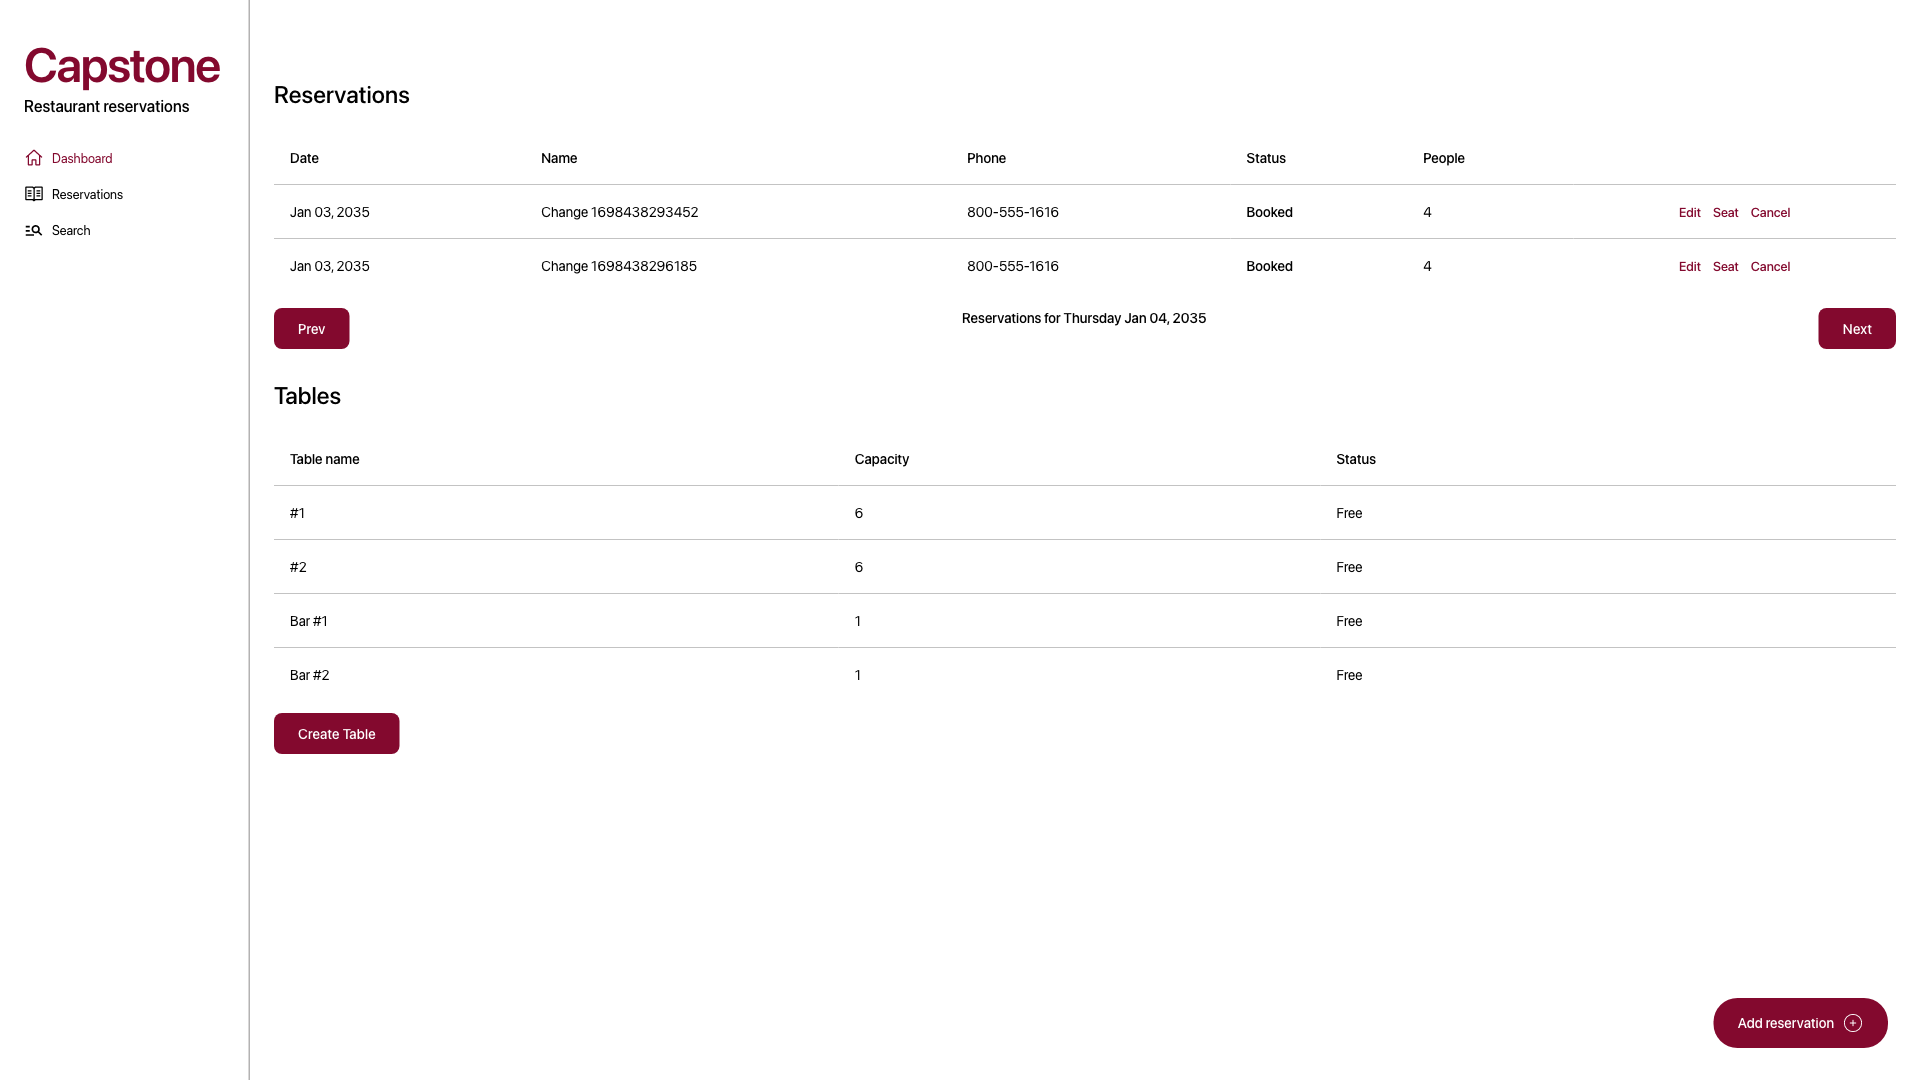 Capstone
Restaurant reservations
Dashboard
Reservations
Search
Reservations
Date Name Phone Status People
Jan 03, 2035 Change 1698438293452 800-555-1616 Booked 4 Edit Seat Cancel
Jan 03, 2035 Change 1698438296185 800-555-1616 Booked 4 Edit Seat Cancel
Prev Reservations for Thursday Jan 04, 2035 Next
Tables
Table name Capacity Status
#1 6 Free
#2 6 Free
Bar #1 1 Free
Bar #2 1 Free
Create Table
Add reservation